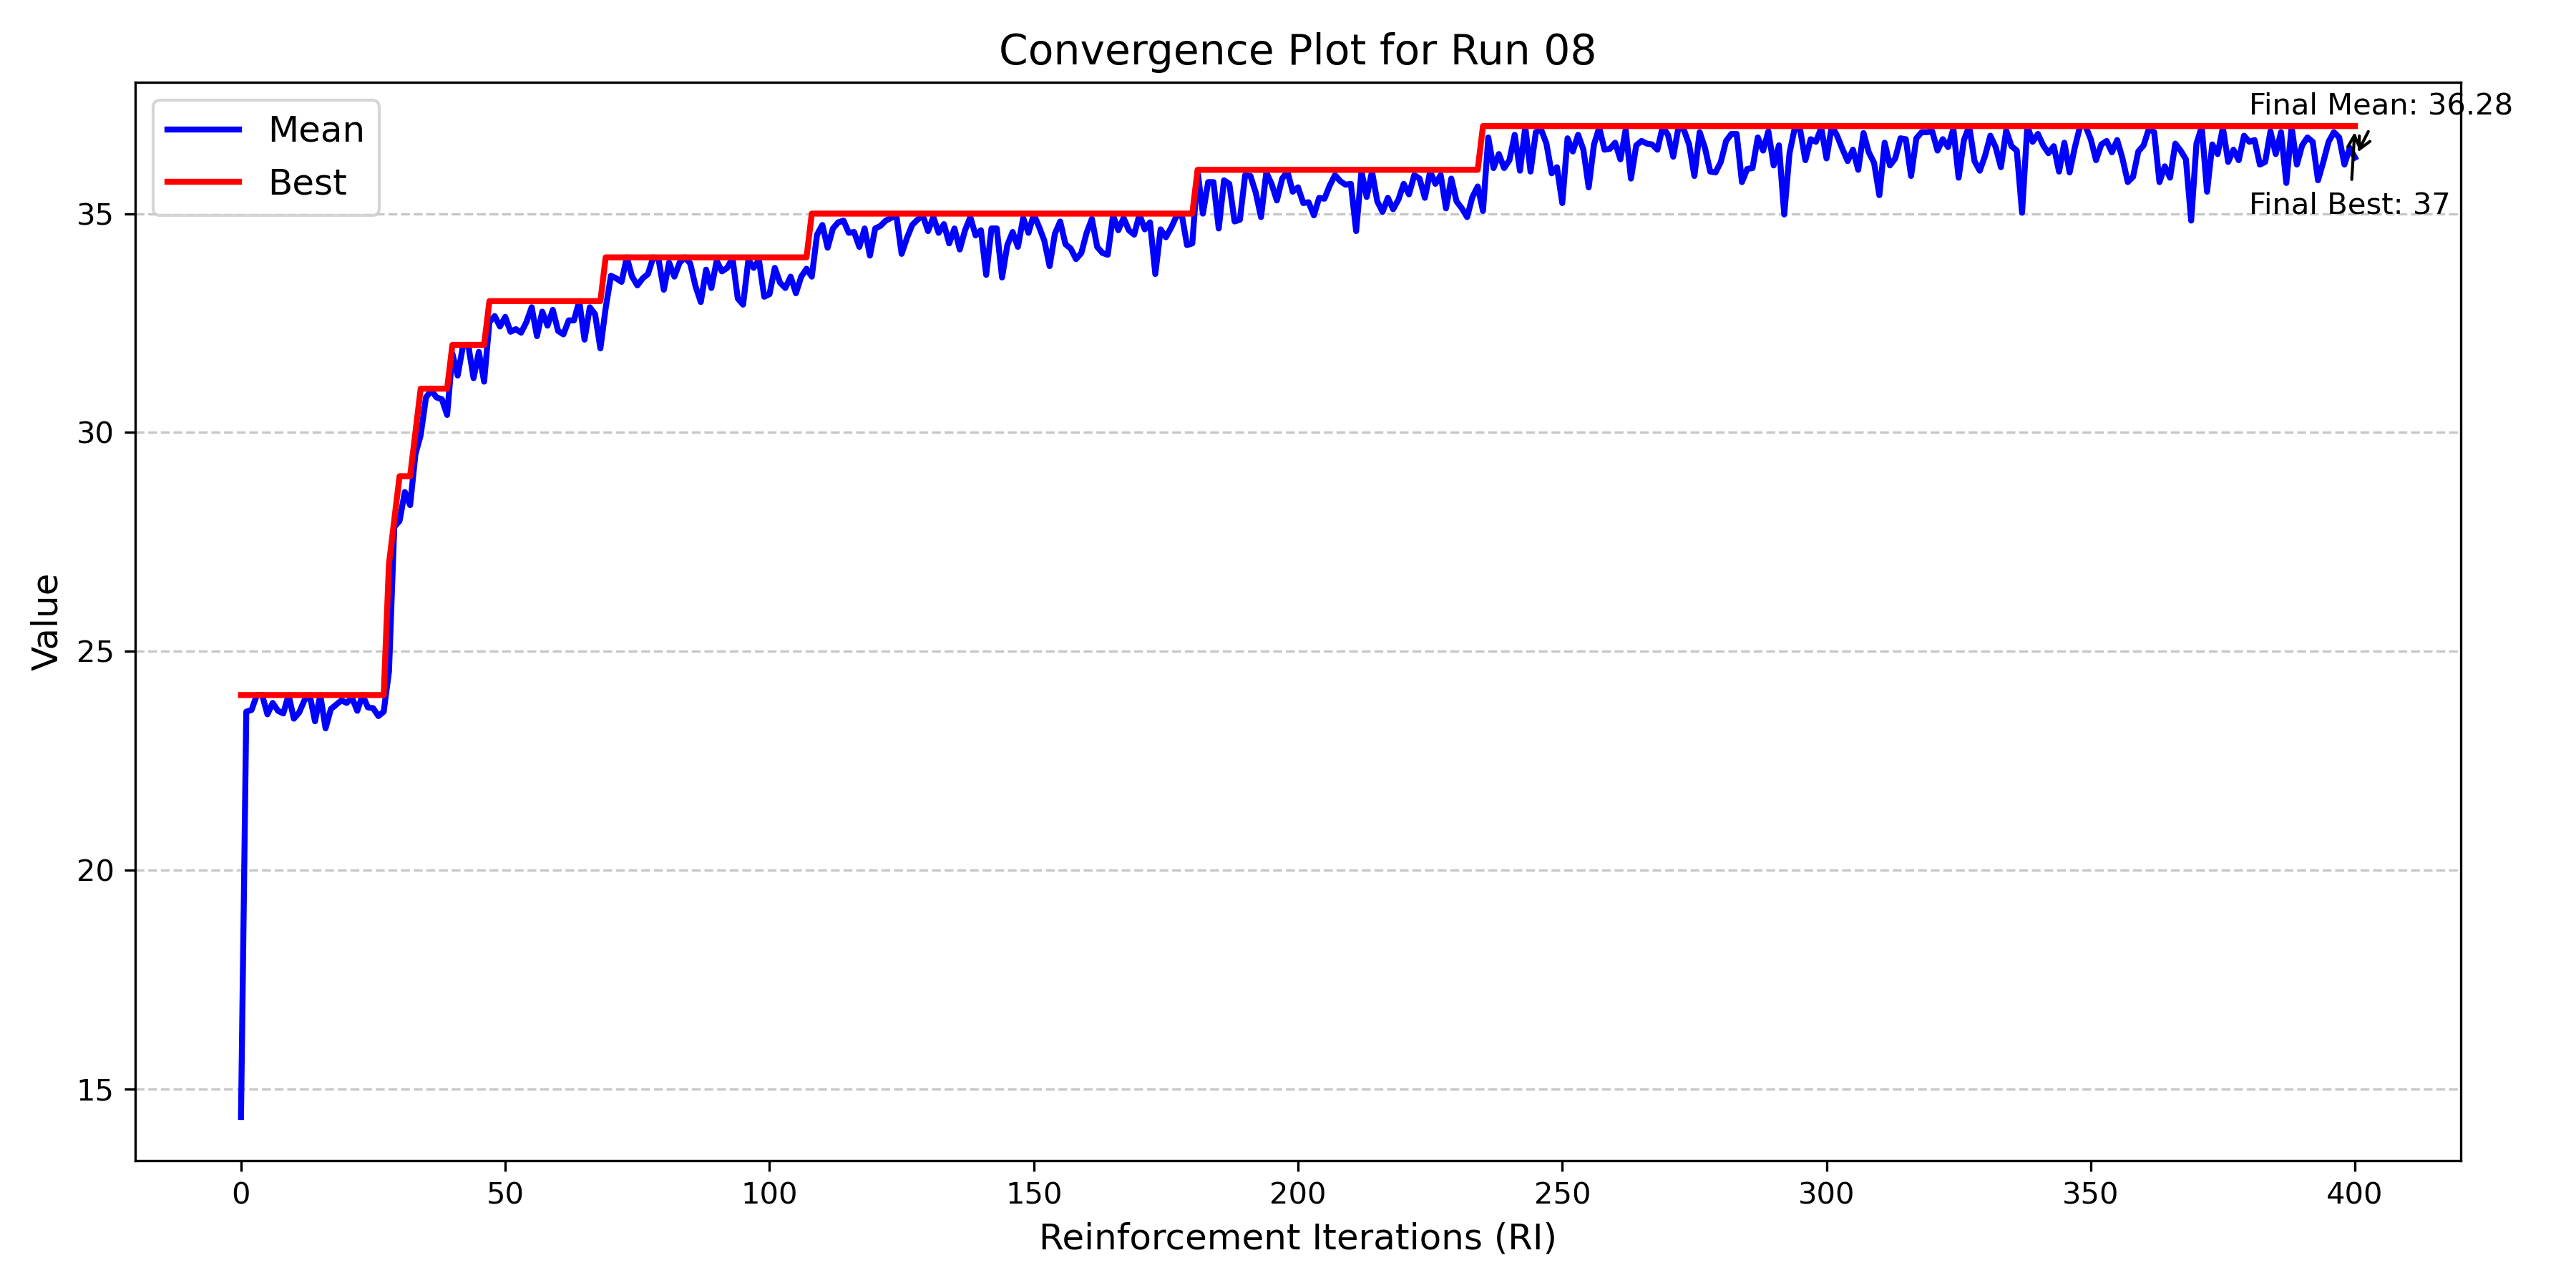 Convergence Plot for Run 08
Mean
Best
Final Mean: 36.28
Final Best: 37
35
30
25
20
15
Value
0 50 100 150 200 250 300 350 400
Reinforcement Iterations (RI)